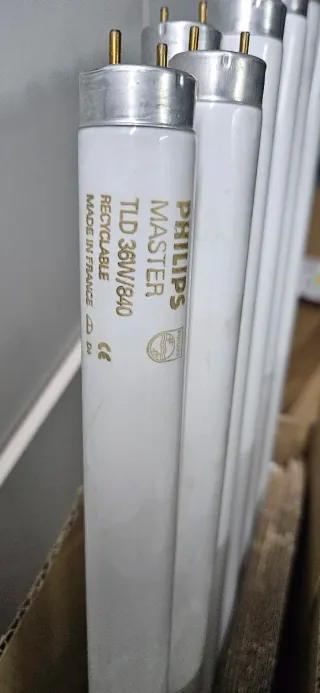 PHILIPS
MASTER
TLD 36W/840
RECYCLABLE CE
MADE IN FRANCE